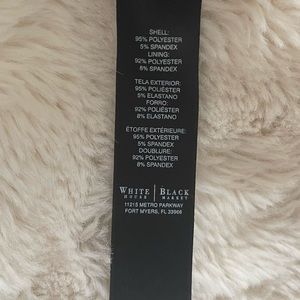 SHELL:
95% POLYESTER
5% SPANDEX
LINING:
92% POLYESTER
8% SPANDEX
TELA EXTERIOR:
95% POLIÉSTER
5% ELASTANO
FORRO:
92% POLIÉSTER
8% ELASTANO
ÉTOFFE EXTÉRIEURE:
95% POLYESTER
5% SPANDEX
DOUBLURE:
92% POLYESTER
8% SPANDEX
WHITE | BLACK
HOUSE | MARKET
11215 METRO PARKWAY
FORT MYERS, FL 33966